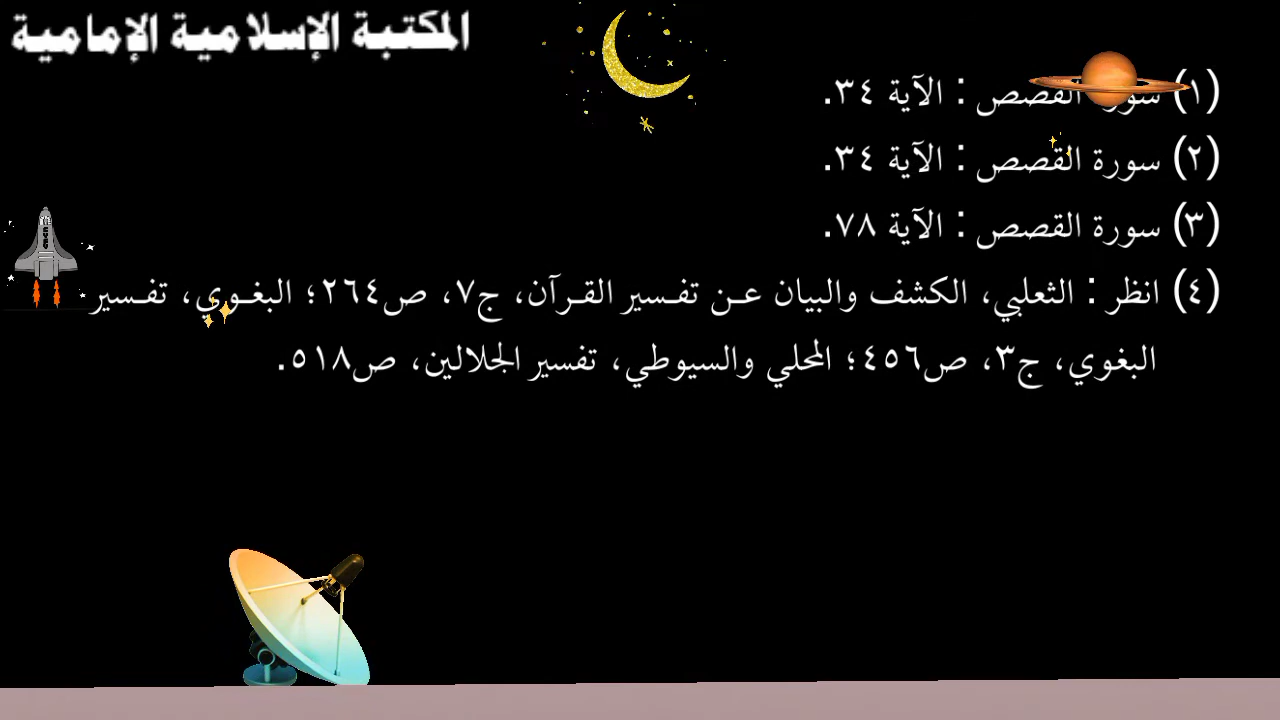 المكتبة الإسلامية الإمامية
(١) سورة القصص : الآية ٣٤.
(٢) سورة القصص : الآية ٣٤.
(٣) سورة القصص : الآية ٧٨.
(٤) انظر : الثعلبي، الكشف والبيان عن تفسير القرآن، ج٧، ص٢٦٤؛ البغوي، تفسير
البغوي، ج٣، ص٤٥٦؛ المحلي والسيوطي، تفسير الجلالين، ص٥١٨.